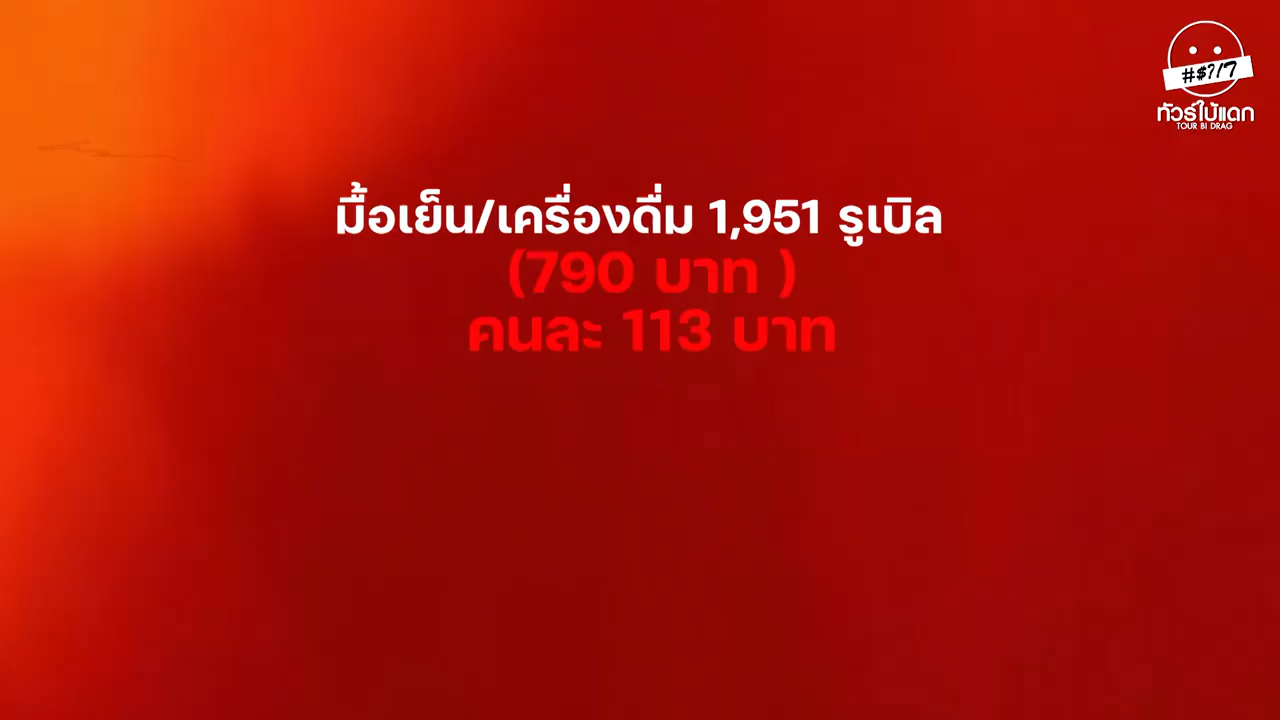 #$?!7
ทัวร์ใบ้แดก
TOUR BI DRAG
มื้อเย็น/เครื่องดื่ม 1,951 รูเบิล
(790 บาท )
คนละ 113 บาท